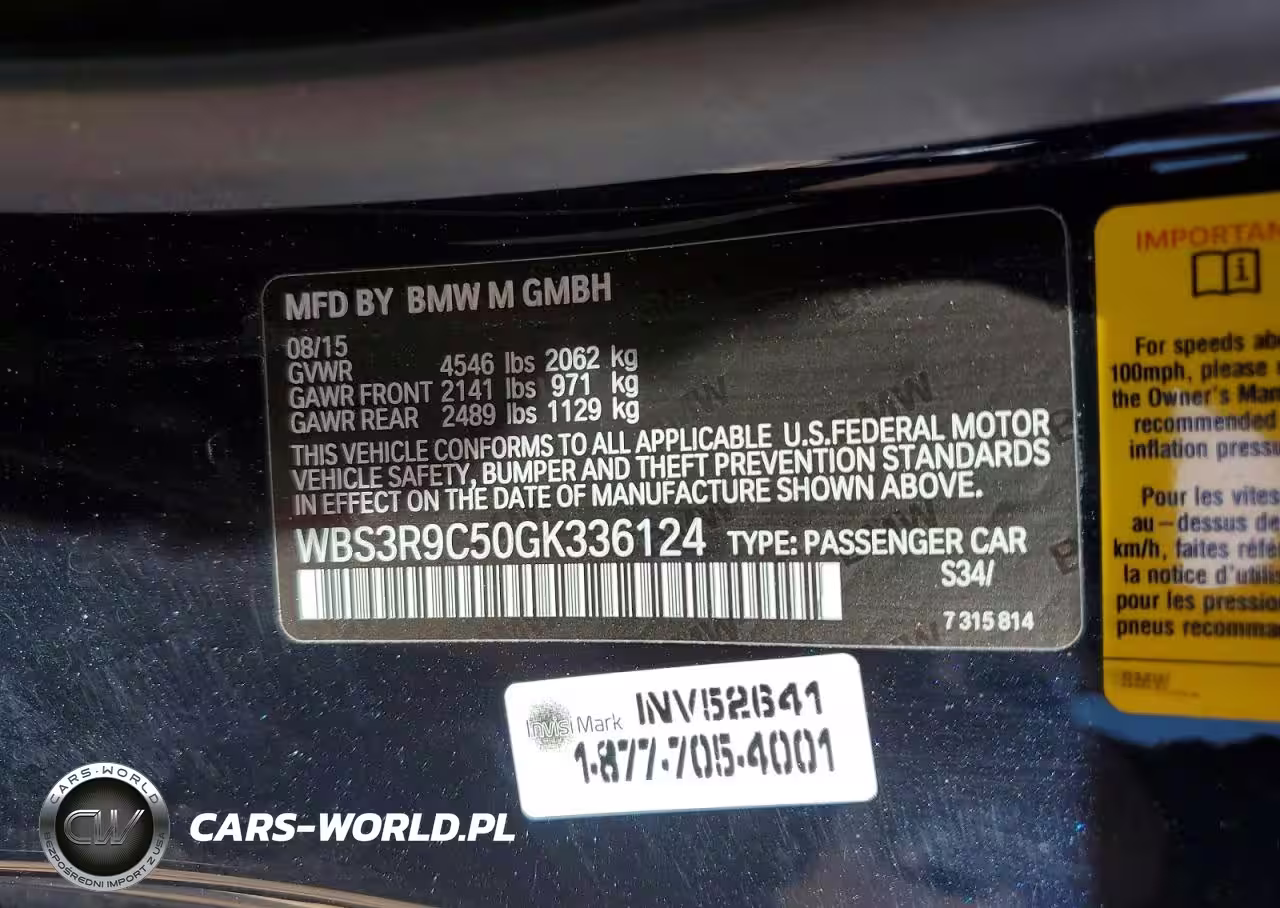 MFD BY BMW M GMBH
08/15
GVWR 4546 lbs 2062 kg
GAWR FRONT 2141 lbs 971 kg
GAWR REAR 2489 lbs 1129 kg
THIS VEHICLE CONFORMS TO ALL APPLICABLE U.S.FEDERAL MOTOR
VEHICLE SAFETY, BUMPER AND THEFT PREVENTION STANDARDS
IN EFFECT ON THE DATE OF MANUFACTURE SHOWN ABOVE.
WBS3R9C50GK336124 TYPE: PASSENGER CAR
S34/
7 315 814
InvisiMark INV52641
1-877-705-4001
IMPORTAN
For speeds ab
100mph, please
the Owner's Man
recommended
inflation pressu
Pour les vites
au-dessus de
km/h, faites réfé
la notice d'utilis
pour les pression
pneus recomma
BMW
CARS-WORLD
CW
BEZPOŚREDNI IMPORT Z USA
CARS-WORLD.PL